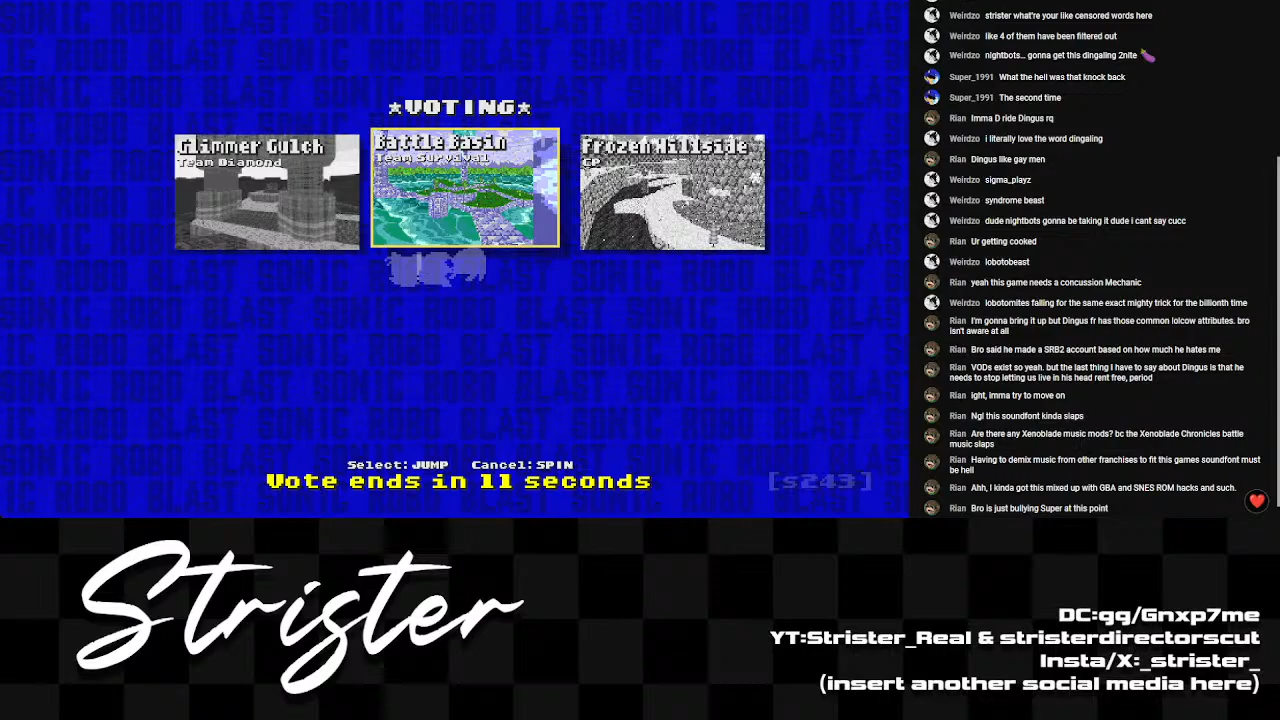 ★VOTING★
Glimmer Gulch
Team Diamond
Battle Basin
Team Survival
FrozenHillside
CP
Select:JUMP Cancel:SPIN
Vote ends in 11 seconds
[s243]
Weirdzo strister what're your like censored words here
Weirdzo like 4 of them have been filtered out
Weirdzo nightbots... gonna get this dingaling 2nite 🍆
Super_1991 What the hell was that knock back
Super_1991 The second time
Rian Imma D ride Dingus rq
Weirdzo i literally love the word dingaling
Rian Dingus like gay men
Weirdzo sigma_playz
Weirdzo syndrome beast
Weirdzo dude nightbots gonna be taking it dude i cant say cucc
Rian Ur getting cooked
Weirdzo lobotobeast
Rian yeah this game needs a concussion Mechanic
Weirdzo lobotomites falling for the same exact mighty trick for the billionth time
Rian I'm gonna bring it up but Dingus fr has those common lolcow attributes. bro
isn't aware at all
Rian Bro said he made a SRB2 account based on how much he hates me
Rian VODs exist so yeah. but the last thing I have to say about Dingus is that he
needs to stop letting us live in his head rent free, period
Rian ight, imma try to move on
Rian Ngl this soundfont kinda slaps
Rian Are there any Xenoblade music mods? bc the Xenoblade Chronicles battle
music slaps
Rian Having to demix music from other franchises to fit this games soundfont must
be hell
Rian Ahh, I kinda got this mixed up with GBA and SNES ROM hacks and such.
Rian Bro is just bullying Super at this point
Strister
DC:gg/Gnxp7me
YT:Strister_Real & stristerdirectorscut
Insta/X:_strister_
(insert another social media here)